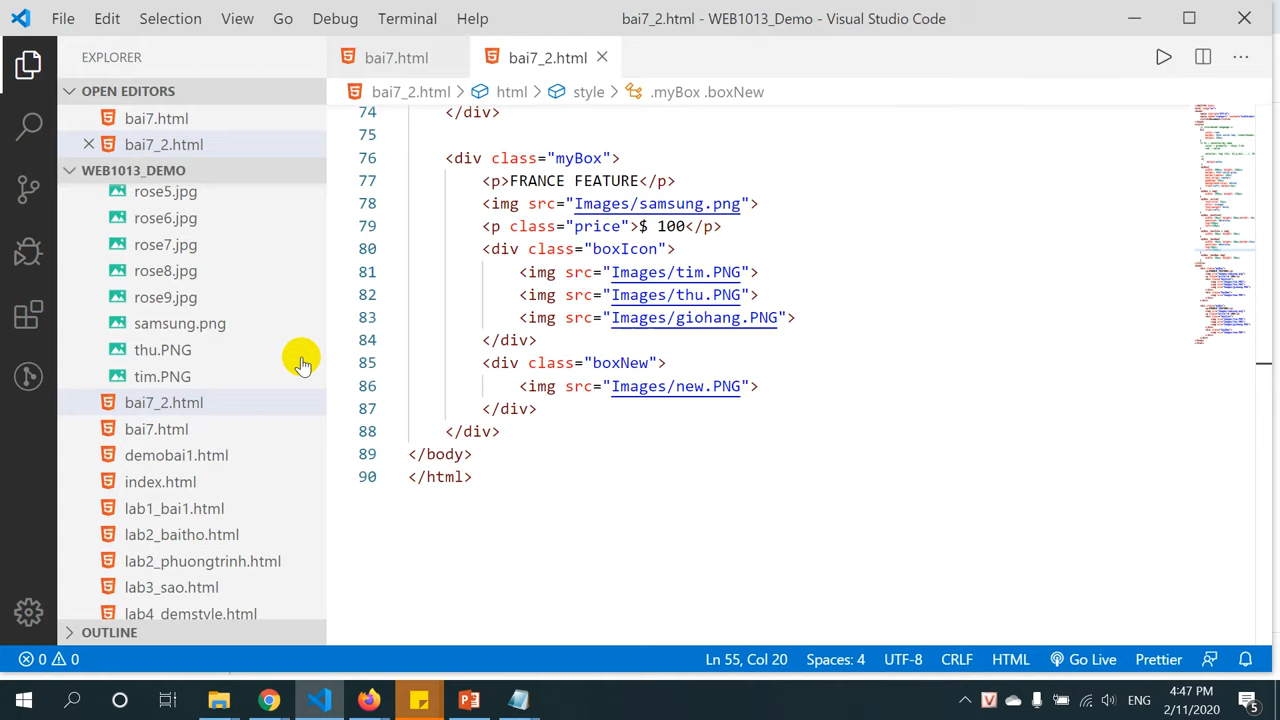 File Edit Selection View Go Debug Terminal Help bai7_2.html - WEB1013_Demo - Visual Studio Code
EXPLORER
OPEN EDITORS
bai7.html
bai7_2.html
WEB1013_DEMO
rose5.jpg
rose6.jpg
rose7.jpg
rose8.jpg
rose9.jpg
samsung.png
thu.PNG
tim.PNG
bai7_2.html
bai7.html
demobai1.html
index.html
lab1_bai1.html
lab2_baitho.html
lab2_phuongtrinh.html
lab3_sao.html
lab4_demstyle.html
OUTLINE
bai7.html bai7_2.html
bai7_2.html > html > style > .myBox .boxNew
74 </div>
75
76 <div class="myBox">
77 <p>FRANCE FEATURE</p>
78 <img src="Images/samsung.png">
79 <p class="price">$ 100</p>
80 <div class="boxIcon">
81 <img src="Images/tim.PNG">
82 <img src="Images/thu.PNG">
83 <img src="Images/giohang.PNG">
84 </div>
85 <div class="boxNew">
86 <img src="Images/new.PNG">
87 </div>
88 </div>
89 </body>
90 </html>
0 0 Ln 55, Col 20 Spaces: 4 UTF-8 CRLF HTML Go Live Prettier
ENG 4:47 PM
2/11/2020 5